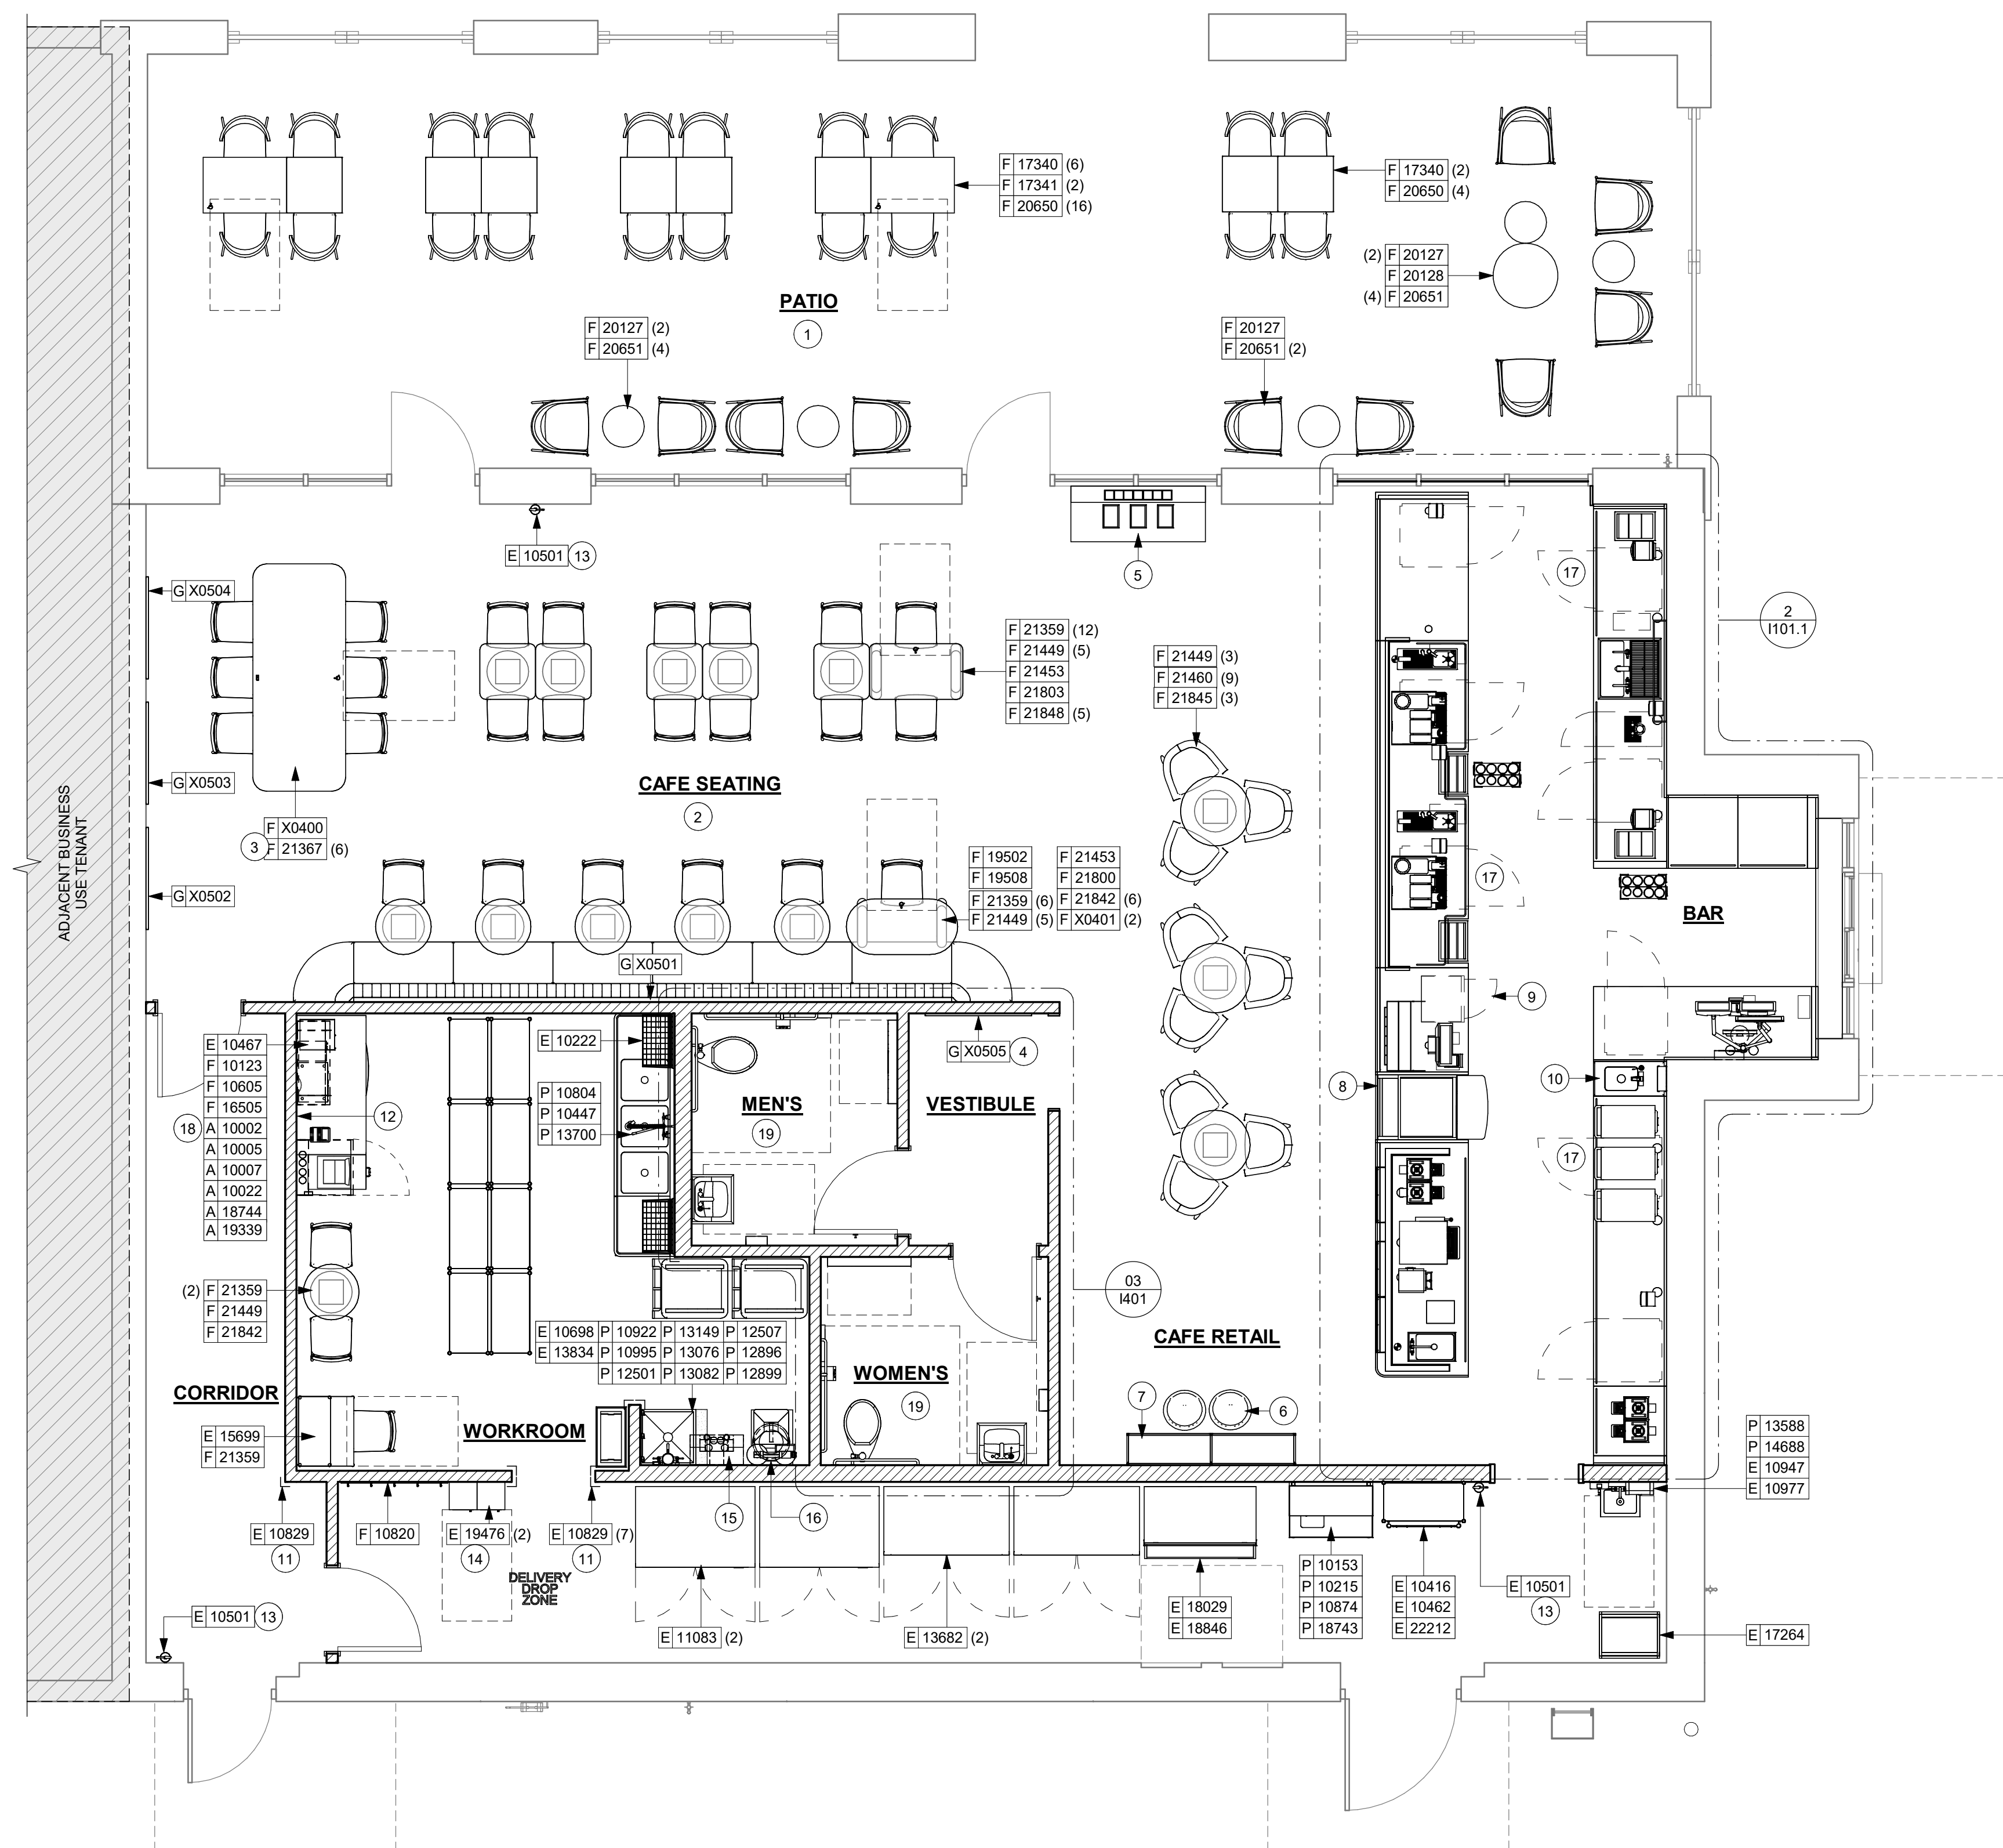 F 17340 (6)
F 17341 (2)
F 20650 (16)
F 17340 (2)
F 20650 (4)
(2) F 20127
F 20128
(4) F 20651
PATIO
1
F 20127 (2)
F 20651 (4)
F 20127
F 20651 (2)
E 10501 13
5
17
2
I101.1
G X0504
F 21359 (12)
F 21449 (5)
F 21453
F 21803
F 21848 (5)
F 21449 (3)
F 21460 (9)
F 21845 (3)
G X0503
CAFE SEATING
2
F X0400
3 F 21367 (6)
ADJACENT BUSINESS
USE TENANT
G X0502
F 19502
F 19508
F 21359 (6)
F 21449 (5)
F 21453
F 21800
F 21842 (6)
F X0401 (2)
17
BAR
G X0501
9
E 10467
F 10123
F 10605
F 16505
A 10002
A 10005
A 10007
A 10022
A 18744
A 19339
18
12
E 10222
P 10804
P 10447
P 13700
G X0505 4
MEN'S
19
VESTIBULE
8
10
17
(2) F 21359
F 21449
F 21842
03
I401
E 10698 P 10922 P 13149 P 12507
E 13834 P 10995 P 13076 P 12896
P 12501 P 13082 P 12899
CAFE RETAIL
WOMEN'S
19
CORRIDOR
7
6
E 15699
F 21359
WORKROOM
P 13588
P 14688
E 10947
E 10977
E 10829
11
F 10820
E 19476 (2)
14
E 10829 (7)
11
15
16
DELIVERY
DROP
ZONE
P 10153
P 10215
P 10874
P 18743
E 10416
E 10462
E 22212
E 10501
13
E 10501 13
E 11083 (2)
E 13682 (2)
E 18029
E 18846
E 17264